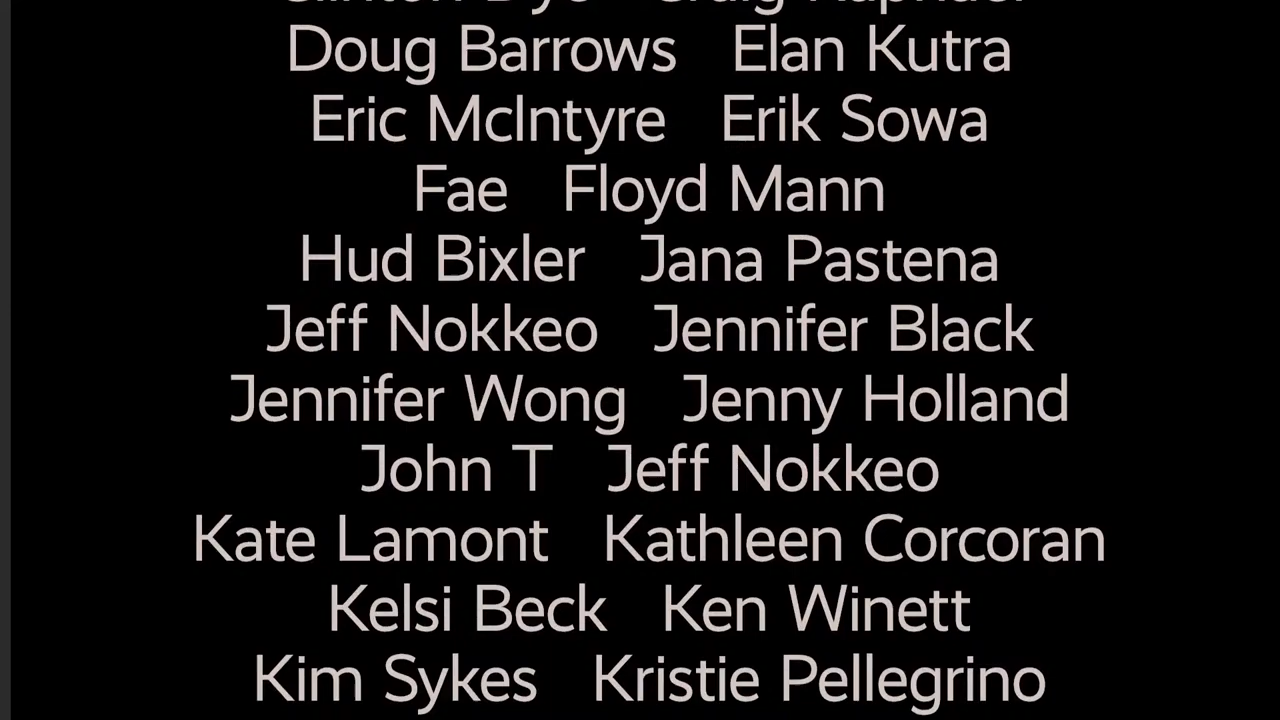 Doug Barrows Elan Kutra
Eric McIntyre Erik Sowa
Fae Floyd Mann
Hud Bixler Jana Pastena
Jeff Nokkeo Jennifer Black
Jennifer Wong Jenny Holland
John T Jeff Nokkeo
Kate Lamont Kathleen Corcoran
Kelsi Beck Ken Winett
Kim Sykes Kristie Pellegrino